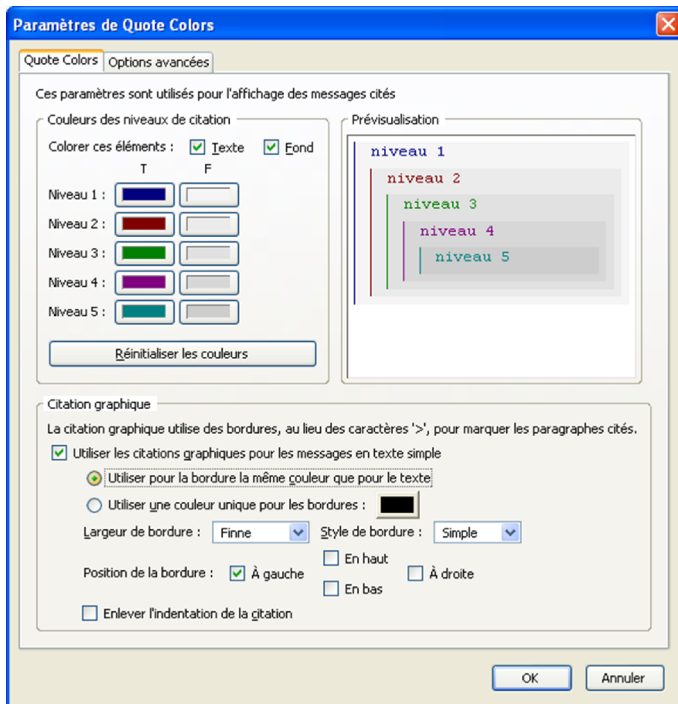 Paramètres de Quote Colors
Quote Colors
Options avancées
Ces paramètres sont utilisés pour l'affichage des messages cités
Couleurs des niveaux de citation
Colorer ces éléments :
Texte
Fond
T
F
Niveau 1 :
Niveau 2 :
Niveau 3 :
Niveau 4 :
Niveau 5 :
Réinitialiser les couleurs
Prévisualisation
niveau 1
niveau 2
niveau 3
niveau 4
niveau 5
Citation graphique
La citation graphique utilise des bordures, au lieu des caractères '>', pour marquer les paragraphes cités.
Utiliser les citations graphiques pour les messages en texte simple
Utiliser pour la bordure la même couleur que pour le texte
Utiliser une couleur unique pour les bordures :
Largeur de bordure :
Finne
Style de bordure :
Simple
Position de la bordure :
À gauche
En haut
En bas
À droite
Enlever l'indentation de la citation
OK
Annuler